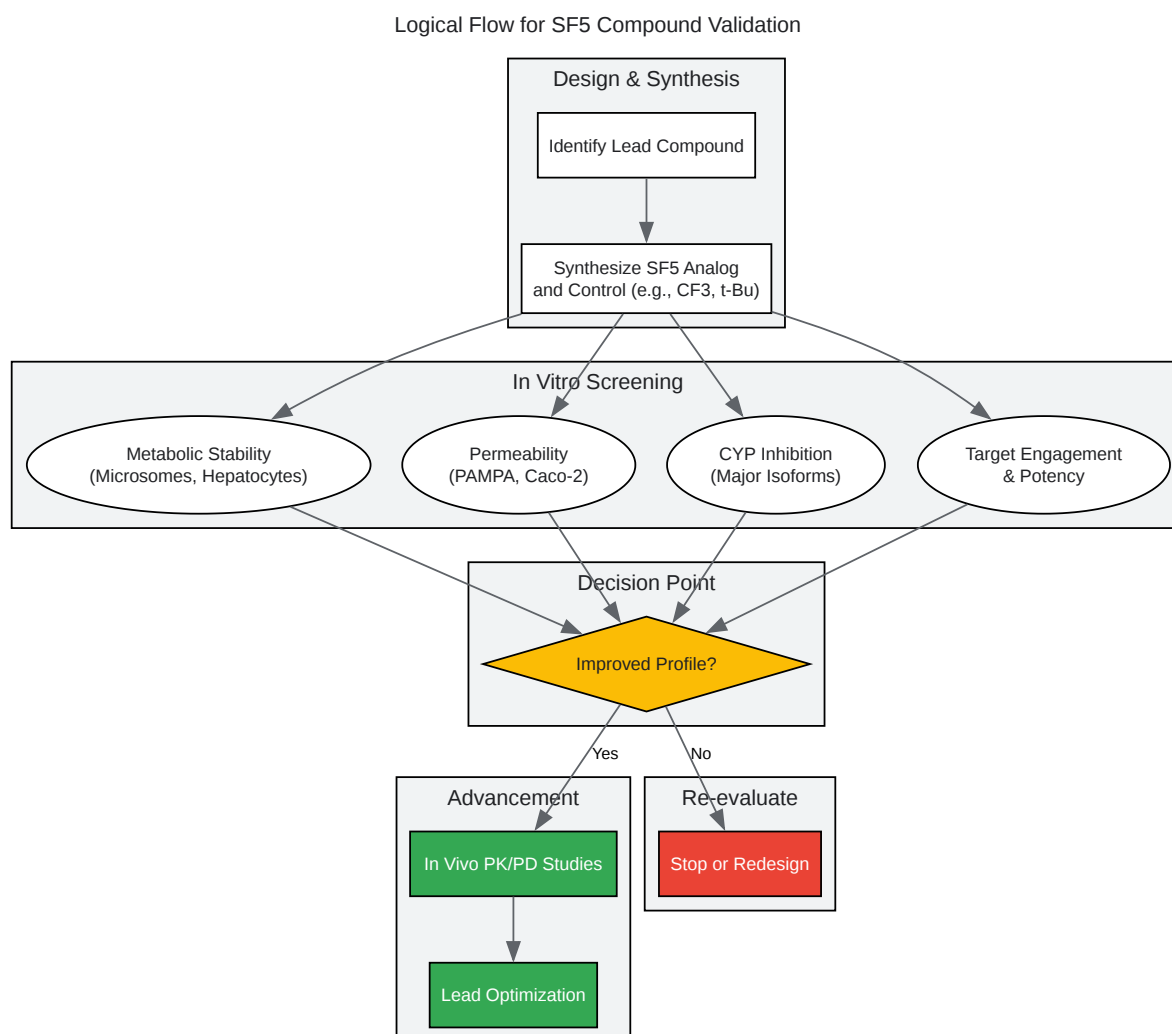 Logical Flow for SF5 Compound Validation
Design & Synthesis
Identify Lead Compound
Synthesize SF5 Analog
and Control (e.g., CF3, t-Bu)
In Vitro Screening
Metabolic Stability
(Microsomes, Hepatocytes)
Permeability
(PAMPA, Caco-2)
CYP Inhibition
(Major Isoforms)
Target Engagement
& Potency
Decision Point
Improved Profile?
Yes
No
Advancement
In Vivo PK/PD Studies
Lead Optimization
Re-evaluate
Stop or Redesign